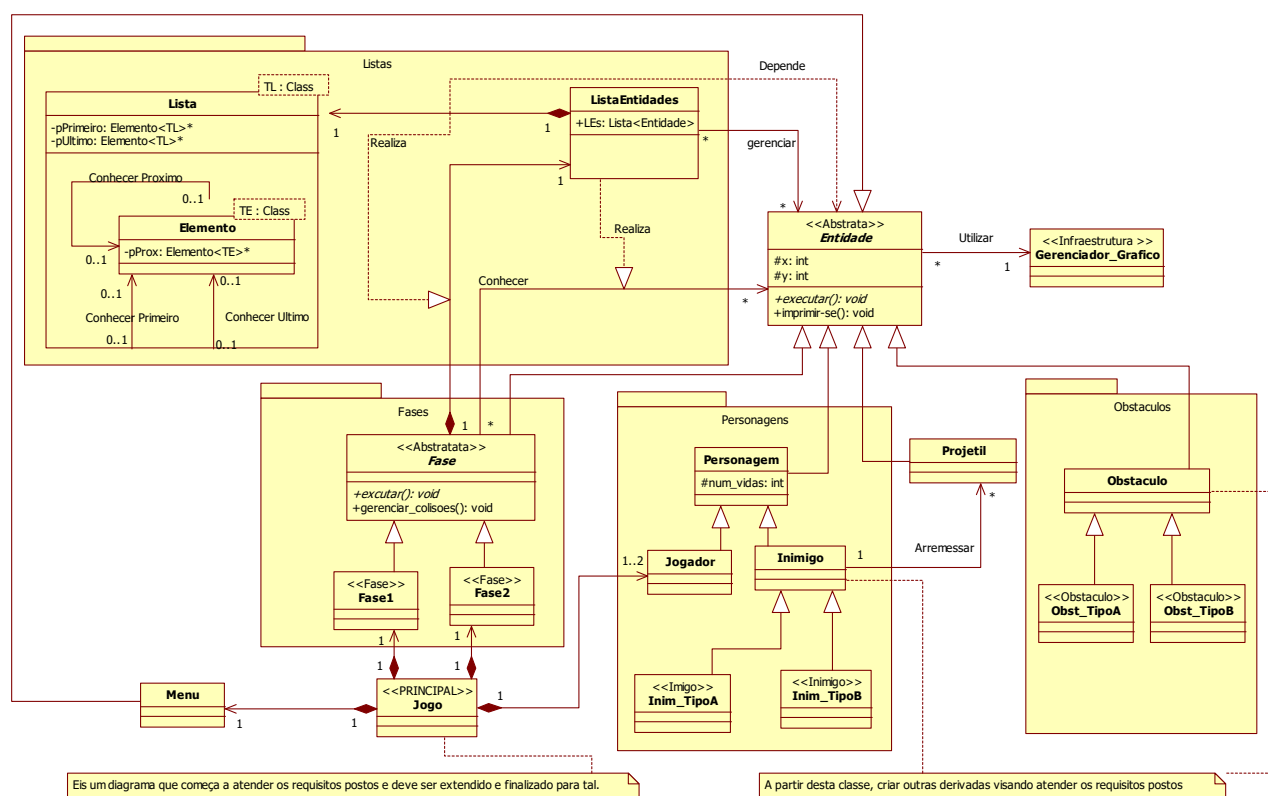 Listas
TL : Class
Lista
-pPrimeiro: Elemento<TL>*
-pUltimo: Elemento<TL>*
Conhecer Proximo
0..1
TE : Class
Elemento
-pProx: Elemento<TE>*
0..1
0..1
0..1
Conhecer Primeiro
Conhecer Ultimo
0..1
0..1
ListaEntidades
+LEs: Lista<Entidade>
1
1
Realiza
Depende
1
*
gerenciar
*
Realiza
Conhecer
*
<<Abstrata>>
Entidade
#x: int
#y: int
+executar(): void
+imprimir-se(): void
Utilizar
*
1
<<Infraestrutura >>
Gerenciador_Grafico
Fases
1
*
<<Abstratata>>
Fase
+excutar(): void
+gerenciar_colisoes(): void
<<Fase>>
Fase1
<<Fase>>
Fase2
1
1
1
1
Personagens
Personagem
#num_vidas: int
1..2
Jogador
Inimigo
1
Arremessar
*
Projetil
<<Imigo>>
Inim_TipoA
<<Inimigo>>
Inim_TipoB
Obstaculos
Obstaculo
<<Obstaculo>>
Obst_TipoA
<<Obstaculo>>
Obst_TipoB
Menu
1
1
<<PRINCIPAL>>
Jogo
1
Eis um diagrama que começa a atender os requisitos postos e deve ser extendido e finalizado para tal.
A partir desta classe, criar outras derivadas visando atender os requisitos postos